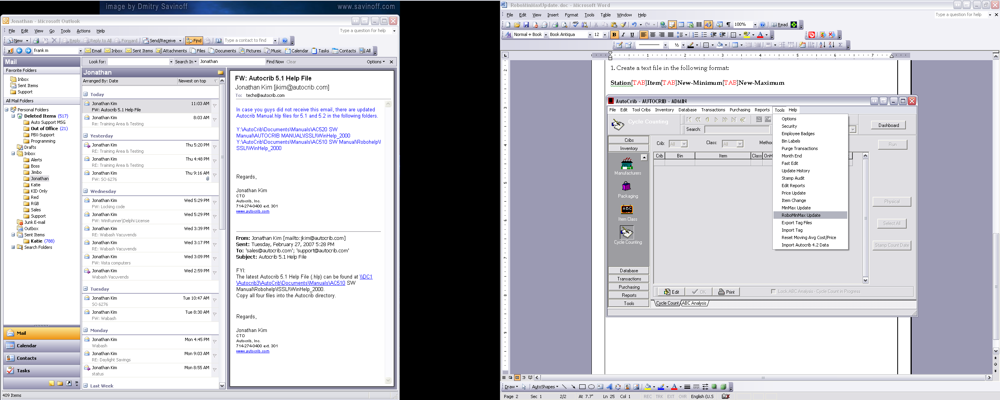 image by Dmitry Savinoff
www.savinoff.com
Jonathan - Microsoft Outlook
File Edit View Go Tools Actions Help
Type a question for help
New Reply Reply to All Forward Send/Receive Find Type a contact to find
frank m Email Inbox Sent Items Attachments Files Documents Pictures Music Calendar Tasks Contacts All
Mail
Favorite Folders
Inbox
Sent Items
Support
All Mail Folders
Personal Folders
Deleted Items (517)
Auto Support MSG
Out of Office (21)
PBX-Support
Programming
Drafts
Inbox
Alerts
Boss
Jimbo
Jonathan
Katie
KID Only
Red
RGB
Sales
Support
Junk E-mail
Outbox
Sent Items
Katie (788)
Search Folders
Mail
Calendar
Contacts
Tasks
409 Items
Look for: Search In Jonathan Find Now Clear Options
Jonathan
Arranged By: Date Newest on top
Today
Jonathan Kim 11:03 AM
FW: Autocrib 5.1 Help File
Jonathan Kim 8:03 AM
Re: Training Area & Testing
Yesterday
Jonathan Kim Thu 5:20 PM
RE: Training Area & Testing
Jonathan Kim Thu 4:48 PM
RE: Training Area & Testing
Jonathan Kim Thu 9:16 AM
FW: SO 6276
Wednesday
Jonathan Kim Wed 5:29 PM
FW: Locking code
Jonathan Kim Wed 5:29 PM
FW: WinRunner\Delphi License
Jonathan Kim Wed 3:39 PM
RE: Wabash Vacuvends
Jonathan Kim Wed 3:17 PM
RE: Wabash Vacuvends
Jonathan Kim Wed 3:09 PM
FW: Vista computers
Jonathan Kim Wed 2:59 PM
Wabash Vacuvends
Tuesday
Jonathan Kim Tue 10:47 AM
SO 6276
Jonathan Kim Tue 8:30 AM
FW: Wabash
Monday
Jonathan Kim Mon 4:45 PM
Wabash
Jonathan Kim Mon 9:03 AM
RE: Daylight Savings
Jonathan Kim Mon 8:55 AM
status
Last Week
FW: Autocrib 5.1 Help File
Jonathan Kim [jkim@autocrib.com]
To: techs@autocrib.com
In case you guys did not receive this email, there are updated
Autocrib Manual.hlp files for 5.1 and 5.2 in the following folders.
Y:\AutoCrib\Documents\Manuals\AC520 SW
Manual\AUTOCRIB MANUAL\!SSL!\WinHelp_2000
Y:\AutoCrib\Documents\Manuals\AC510 SW Manual\Robohelp\!
SSL!\WinHelp_2000
Regards,
Jonathan Kim
CTO
Autocrib, Inc.
714-274-0400 ext. 301
www.autocrib.com
From: Jonathan Kim [mailto:jkim@autocrib.com]
Sent: Tuesday, February 27, 2007 5:28 PM
To: 'sales@autocrib.com'; 'support@autocrib.com'
Subject: Autocrib 5.1 Help File
FYI:
The latest Autocrib 5.1 Help File (.hlp) can be found at \\DC1
\Autocrib3\AutoCrib\Documents\Manuals\AC510 SW
Manual\Robohelp\!SSL!\WinHelp_2000.
Copy all four files into the Autocrib directory.
Regards,
Jonathan Kim
CTO
Autocrib, Inc.
714-274-0400 ext. 301
www.autocrib.com
RoboMinMaxUpdate.doc - Microsoft Word
File Edit View Insert Format Tools Table Window Help
Type a question for help
100% Read
Normal + Book Book Antiqua 12 B I U
½
1 2 3 4 5 6 7
1. Create a text file in the following format:
Station[TAB]Item[TAB]New-Minimum[TAB]New-Maximum
AutoCrib - AUTOCRIB - ADMIN
File Edit Tool Cribs Inventory Database Transactions Purchasing Reports Tools Help
Cycle Counting
Search:
Dashboard
Cribs
Inventory
Manufacturers
Packaging
ABC
Item Class
Cycle Counting
Database
Transactions
Purchasing
Reports
Tools
Crib: All Class: All Metho
Run
Crib Bin Item Class OnH
Options
Security
Employee Badges
Bin Labels
Purge Transactions
Month End
Fast Edit
Update History
Stamp Audit
Edit Reports
Price Update
Item Change
MinMax Update
RoboMinMax Update
Export Tag Files
Import Tag
Reset Moving Avg Cost/Price
Import Autocrib 4.2 Data
Physical
Select All
Stamp Count Date
Edit OK Print Lock ABC Analysis - Cycle Count in Progress
Cycle Count ABC Analysis
2
3
4
5
6
7
8
9
Draw AutoShapes
Page 2 Sec 1 2/2 At 7.7" Ln 25 Col 1 REC TRK EXT OVR English (U.S